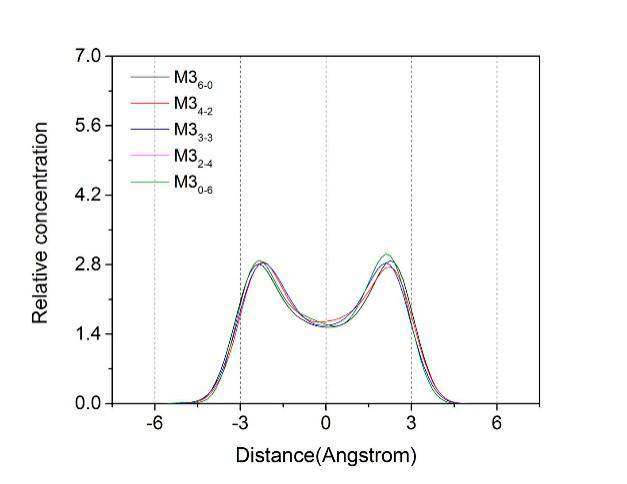 7.0
M36-0
M34-2
5.6
M33-3
M32-4
M30-6
4.2
Relative concentration
2.8
1.4
0.0
-6 -3 0 3 6
Distance(Angstrom)